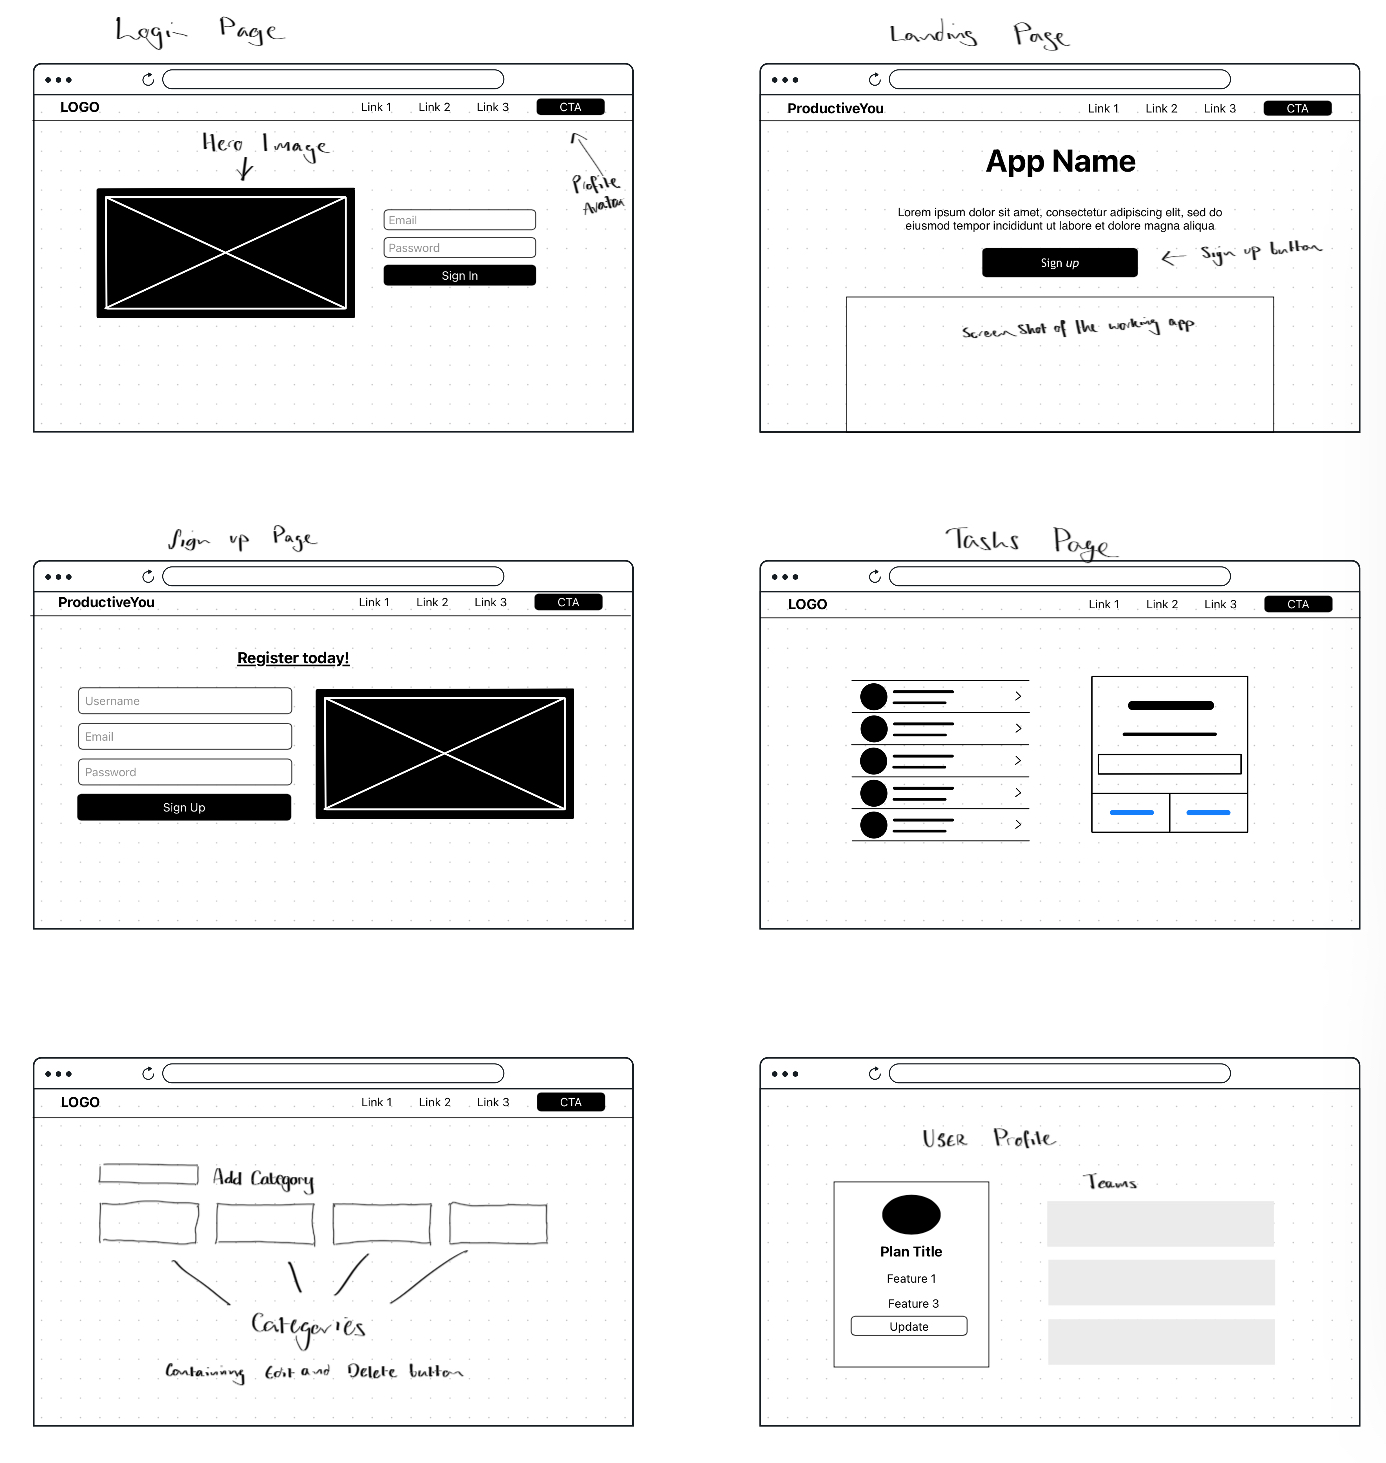 Login Page
LOGO Link 1 Link 2 Link 3 CTA
Hero Image
Profile
Avatar
Email
Password
Sign In
Landing Page
ProductiveYou Link 1 Link 2 Link 3 CTA
App Name
Lorem ipsum dolor sit amet, consectetur adipiscing elit, sed do
eiusmod tempor incididunt ut labore et dolore magna aliqua
Sign up
Sign up button
Screen Shot of the working app
Sign up Page
ProductiveYou Link 1 Link 2 Link 3 CTA
Register today!
Username
Email
Password
Sign Up
Tasks Page
LOGO Link 1 Link 2 Link 3 CTA
LOGO Link 1 Link 2 Link 3 CTA
Add Category
Categories
Containing Edit and Delete button
USER Profile
Plan Title
Feature 1
Feature 3
Update
Teams